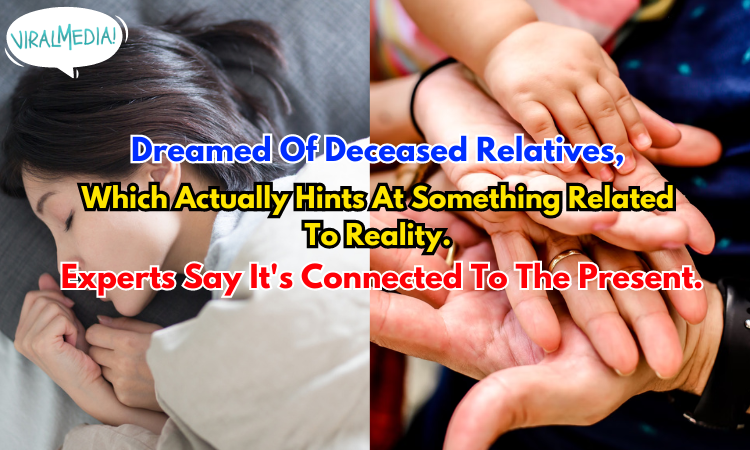 VIRALMEDIA!
Dreamed Of Deceased Relatives,
Which Actually Hints At Something Related
To Reality.
Experts Say It's Connected To The Present.